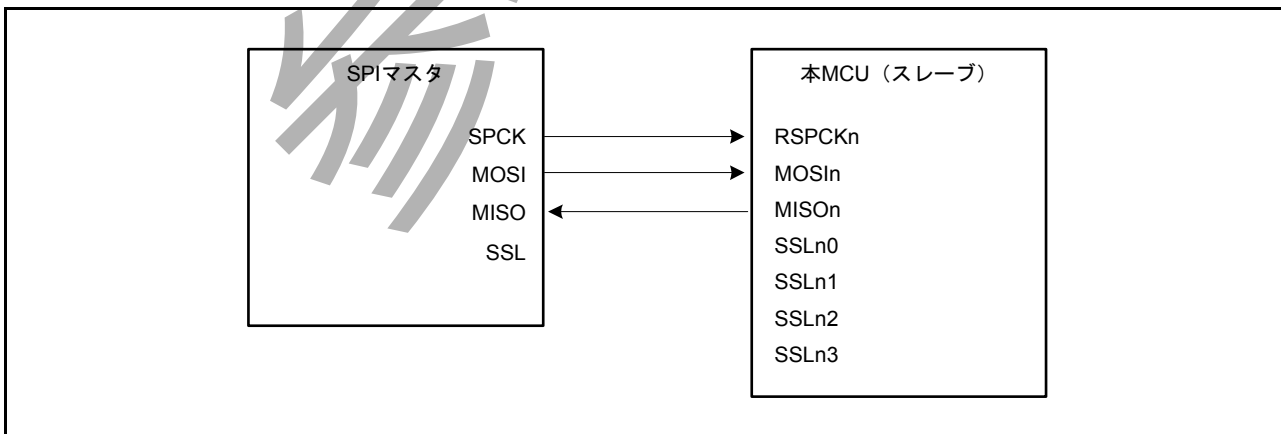 SPIマスタ
SPCK
MOSI
MISO
SSL
本MCU（スレーブ）
RSPCKn
MOSIn
MISOn
SSLn0
SSLn1
SSLn2
SSLn3